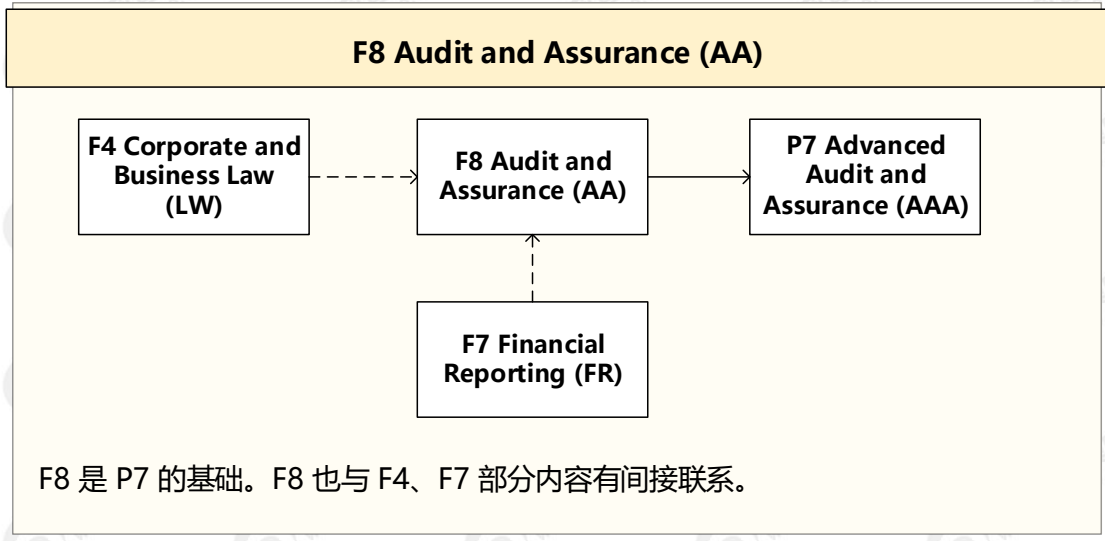 F8 Audit and Assurance (AA)
F4 Corporate and
Business Law
(LW)
F8 Audit and
Assurance (AA)
P7 Advanced
Audit and
Assurance (AAA)
F7 Financial
Reporting (FR)
F8 是 P7 的基础。F8 也与 F4、F7 部分内容有间接联系。